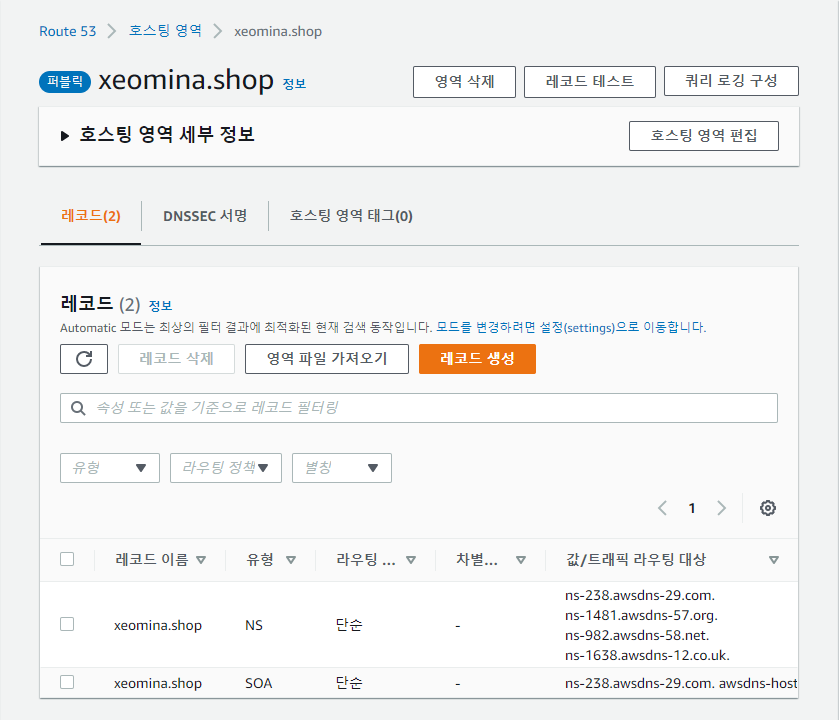 Route 53 > 호스팅 영역 > xeomina.shop
퍼블릭 xeomina.shop 정보 영역 삭제 레코드 테스트 쿼리 로깅 구성
호스팅 영역 세부 정보 호스팅 영역 편집
레코드(2) DNSSEC 서명 호스팅 영역 태그(0)
레코드 (2) 정보
Automatic 모드는 최상의 필터 결과에 최적화된 현재 검색 동작입니다. 모드를 변경하려면 설정(settings)으로 이동합니다.
레코드 삭제 영역 파일 가져오기 레코드 생성
속성 또는 값을 기준으로 레코드 필터링
유형 라우팅 정책 별칭
1
레코드 이름 유형 라우팅 ... 차별... 값/트래픽 라우팅 대상
ns-238.awsdns-29.com.
ns-1481.awsdns-57.org.
xeomina.shop NS 단순 -
ns-982.awsdns-58.net.
ns-1638.awsdns-12.co.uk.
xeomina.shop SOA 단순 - ns-238.awsdns-29.com. awsdns-host